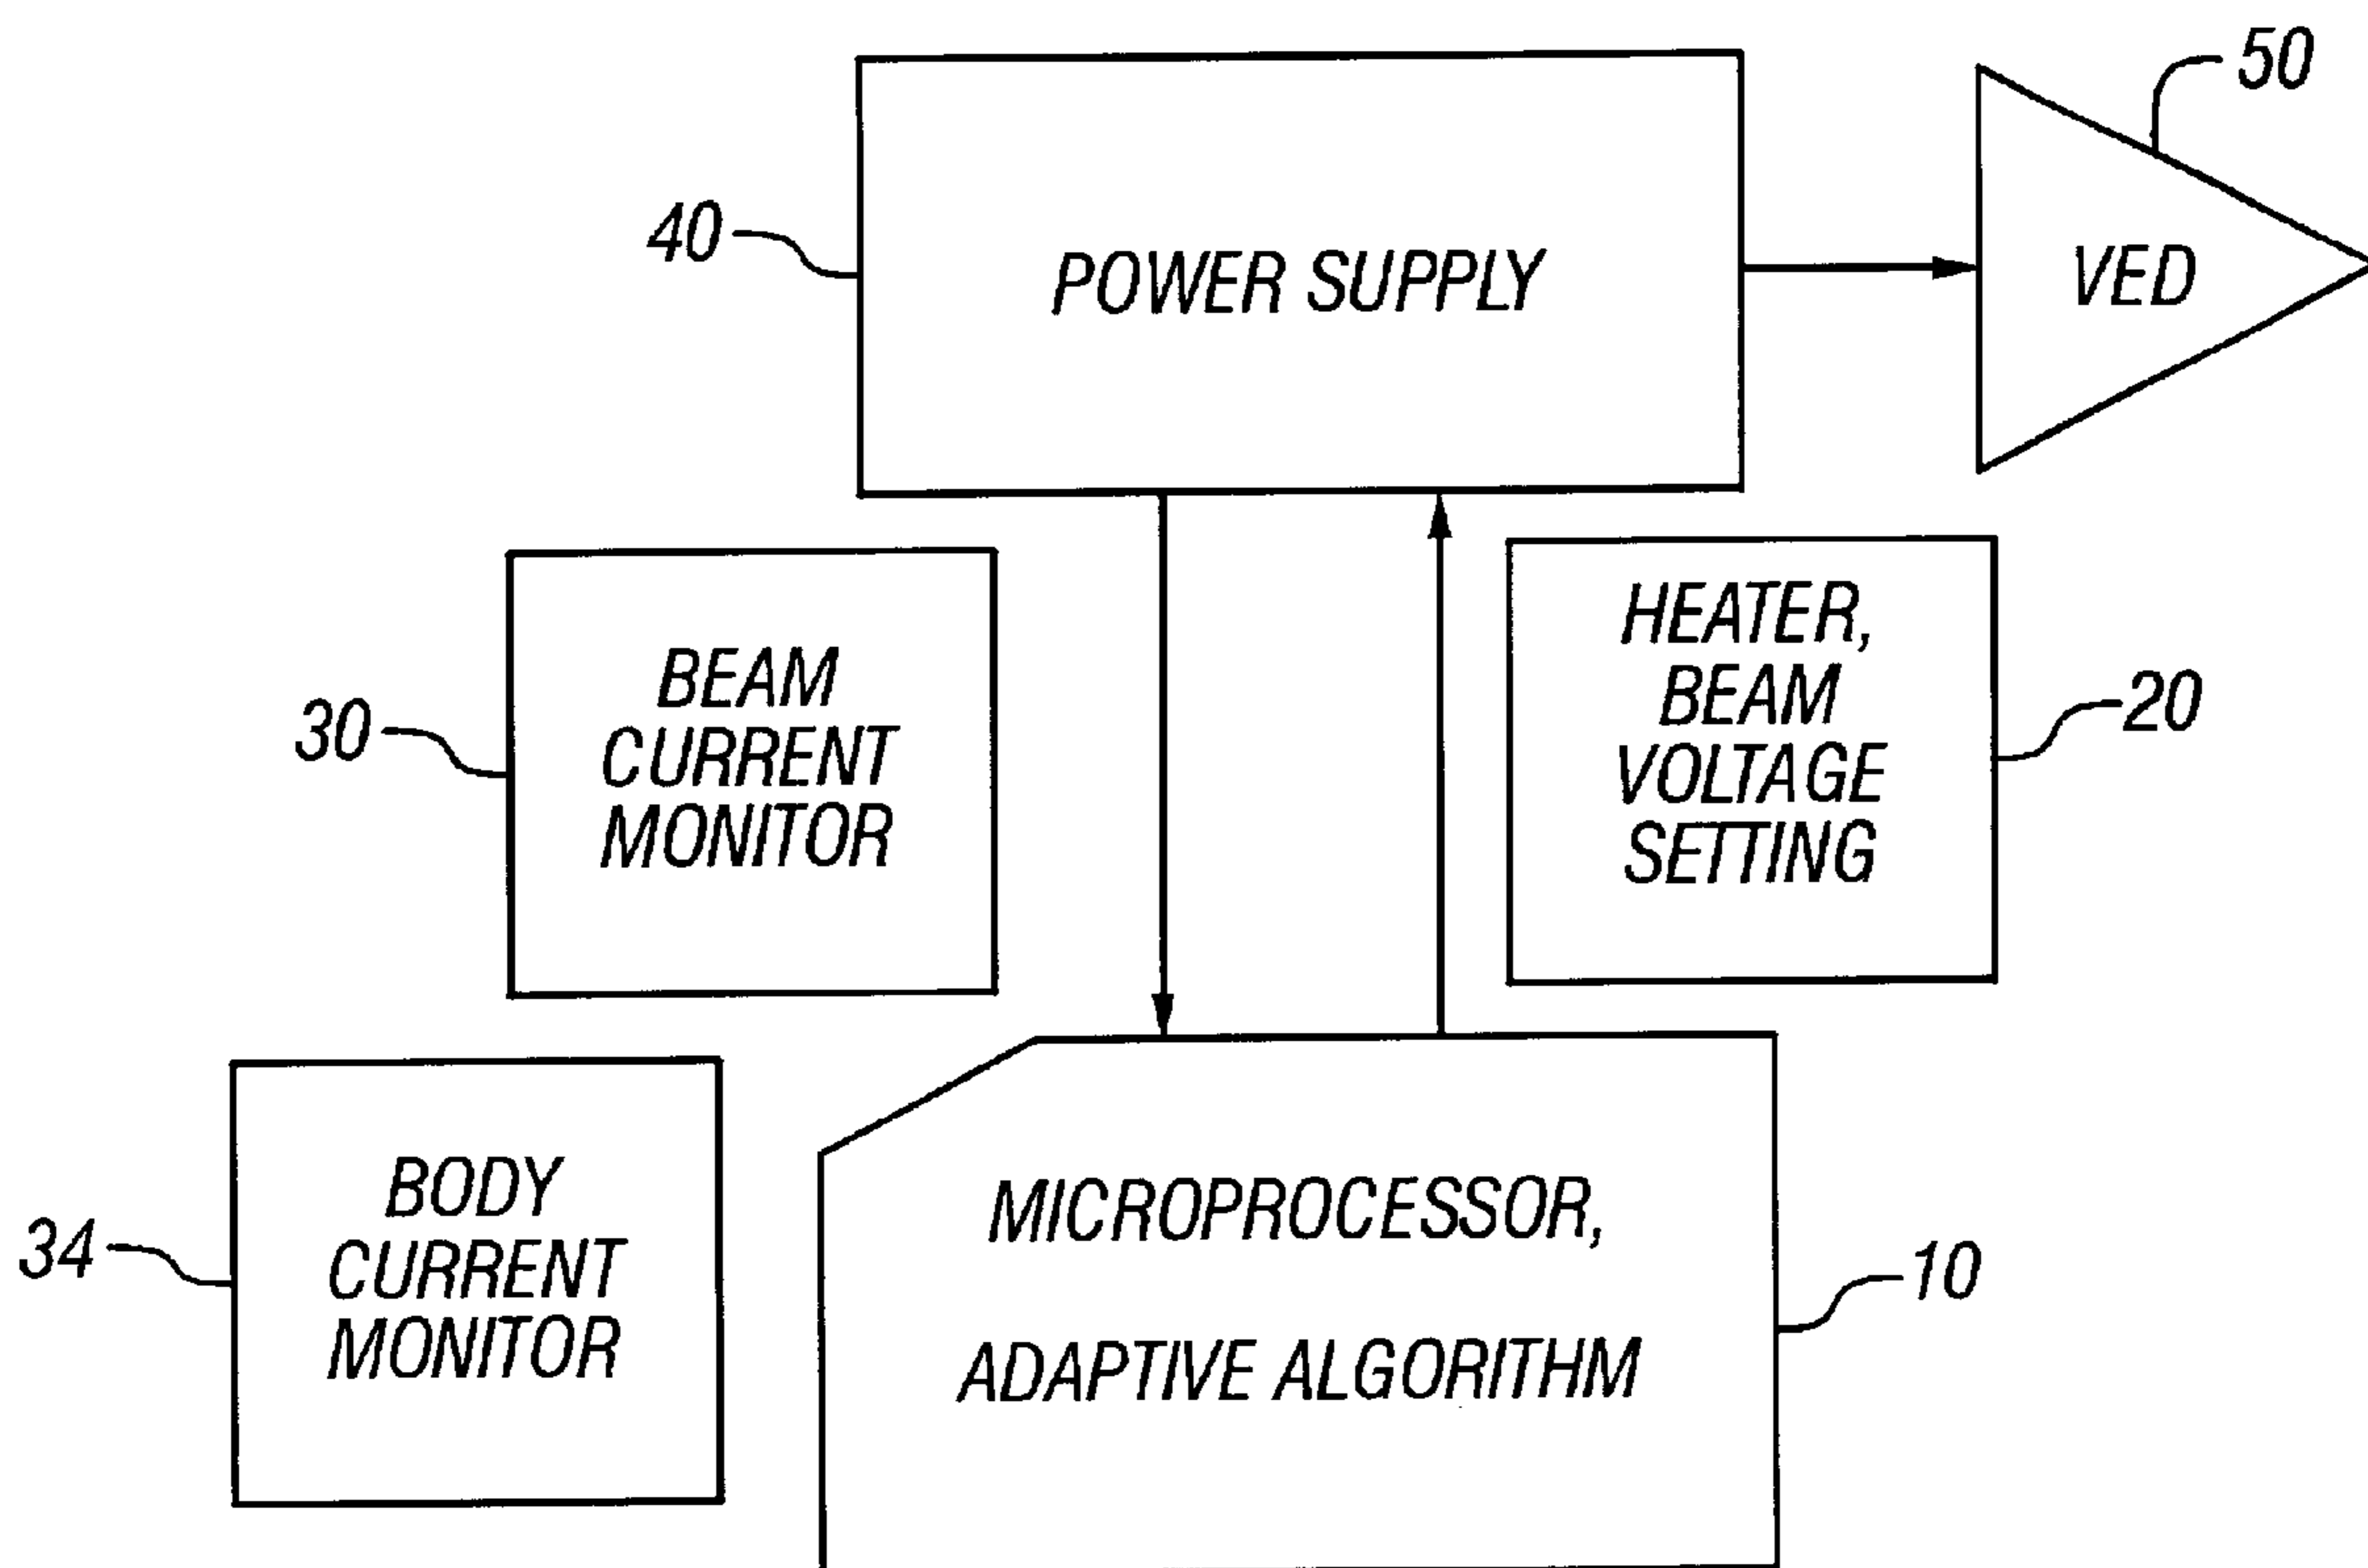 50
40
POWER SUPPLY
VED
30
BEAM
CURRENT
MONITOR
HEATER,
BEAM
VOLTAGE
SETTING
20
34
BODY
CURRENT
MONITOR
MICROPROCESSOR,
ADAPTIVE ALGORITHM
10